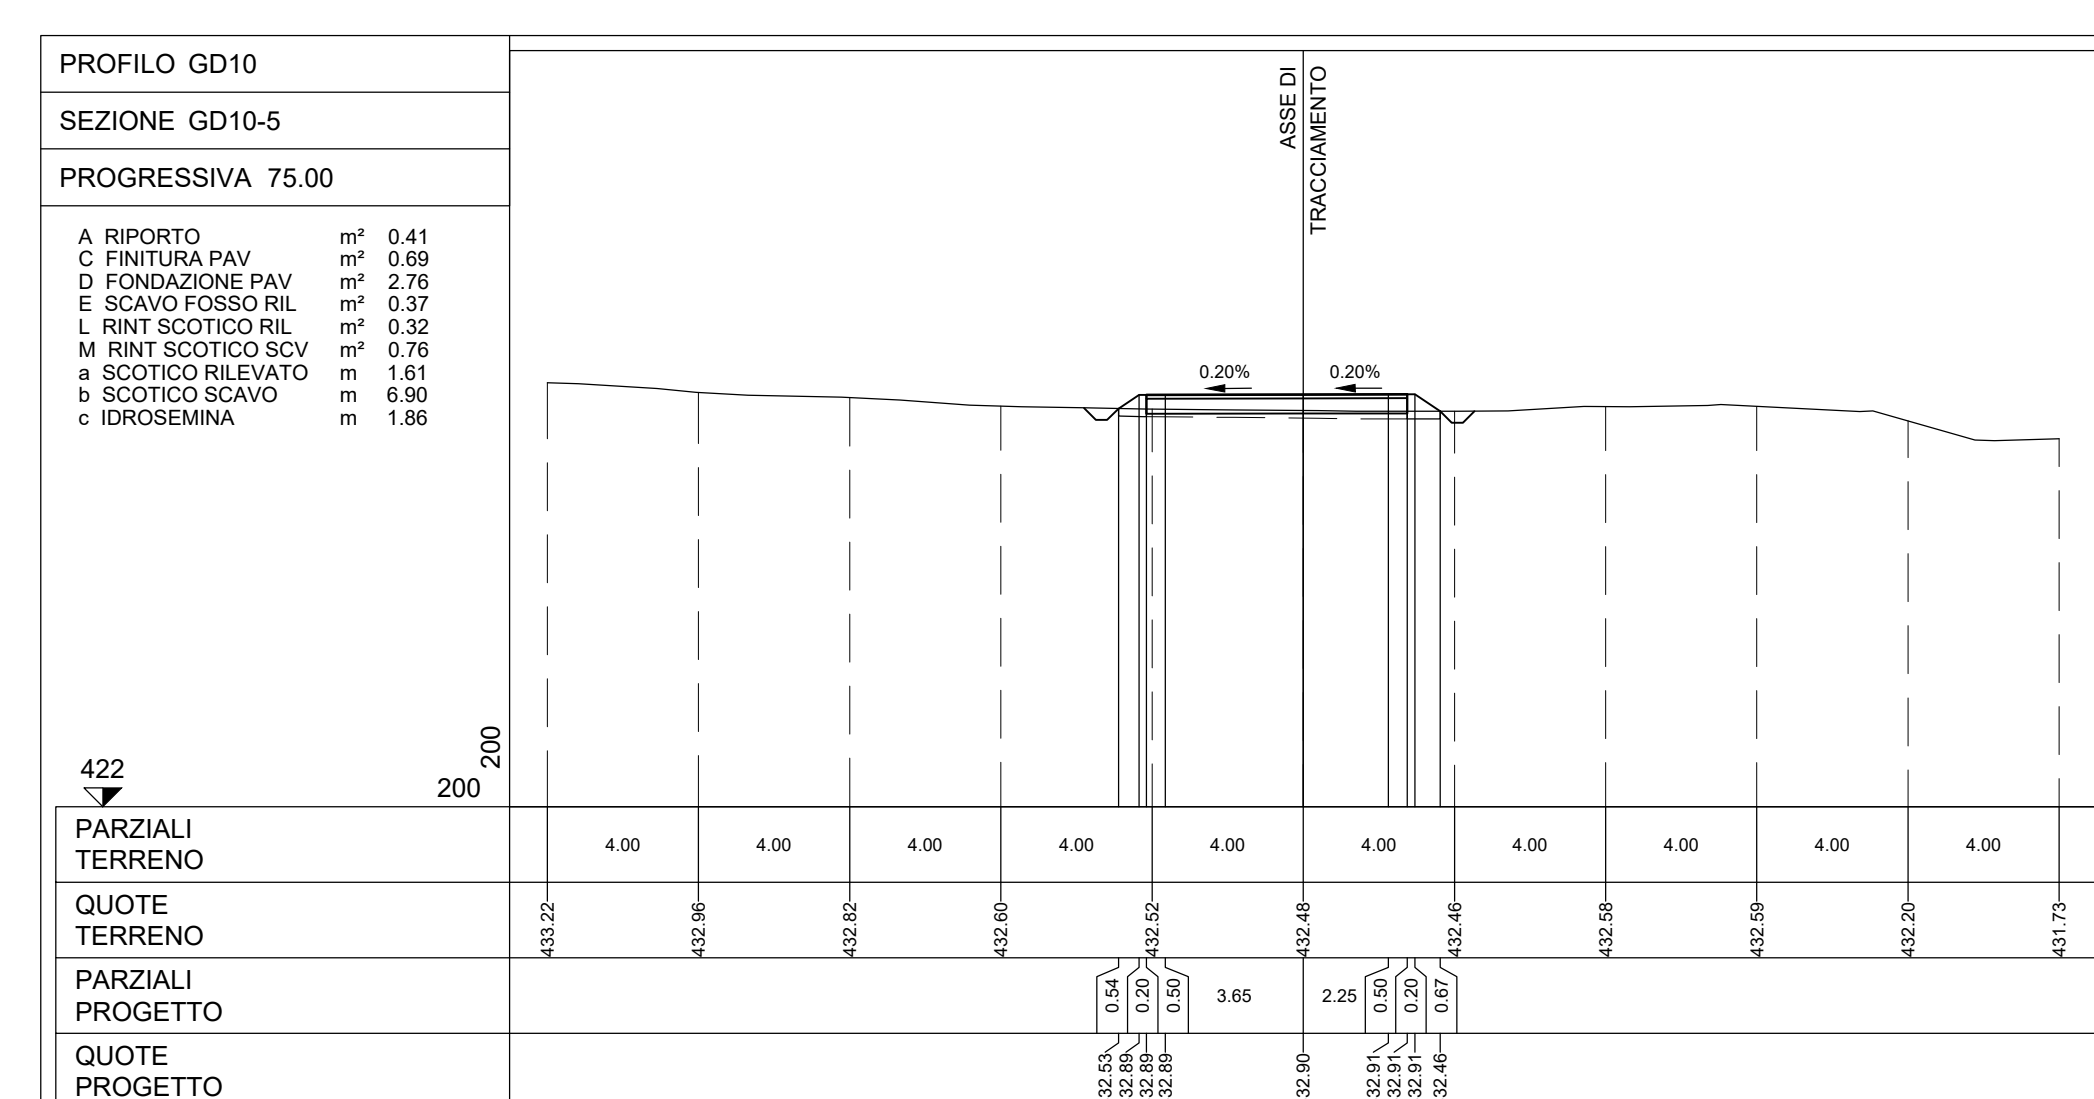 PROFILO GD10
SEZIONE GD10-5
PROGRESSIVA 75.00
A RIPORTO m² 0.41
C FINITURA PAV m² 0.69
D FONDAZIONE PAV m² 2.76
E SCAVO FOSSO RIL m² 0.37
L RINT SCOTICO RIL m² 0.32
M RINT SCOTICO SCV m² 0.76
a SCOTICO RILEVATO m 1.61
b SCOTICO SCAVO m 6.90
c IDROSEMINA m 1.86
ASSE DI
TRACCIAMENTO
0.20% 0.20%
200
422
200
PARZIALI
TERRENO
4.00 4.00 4.00 4.00 4.00 4.00 4.00 4.00 4.00 4.00
QUOTE
TERRENO
433.22 432.96 432.82 432.60 432.52 432.48 432.46 432.58 432.59 432.20 431.73
PARZIALI
PROGETTO
0.54 0.20 0.50 3.65 2.25 0.50 0.20 0.67
QUOTE
PROGETTO
32.53 32.89 32.89 32.89 32.90 32.91 32.91 32.91 32.46